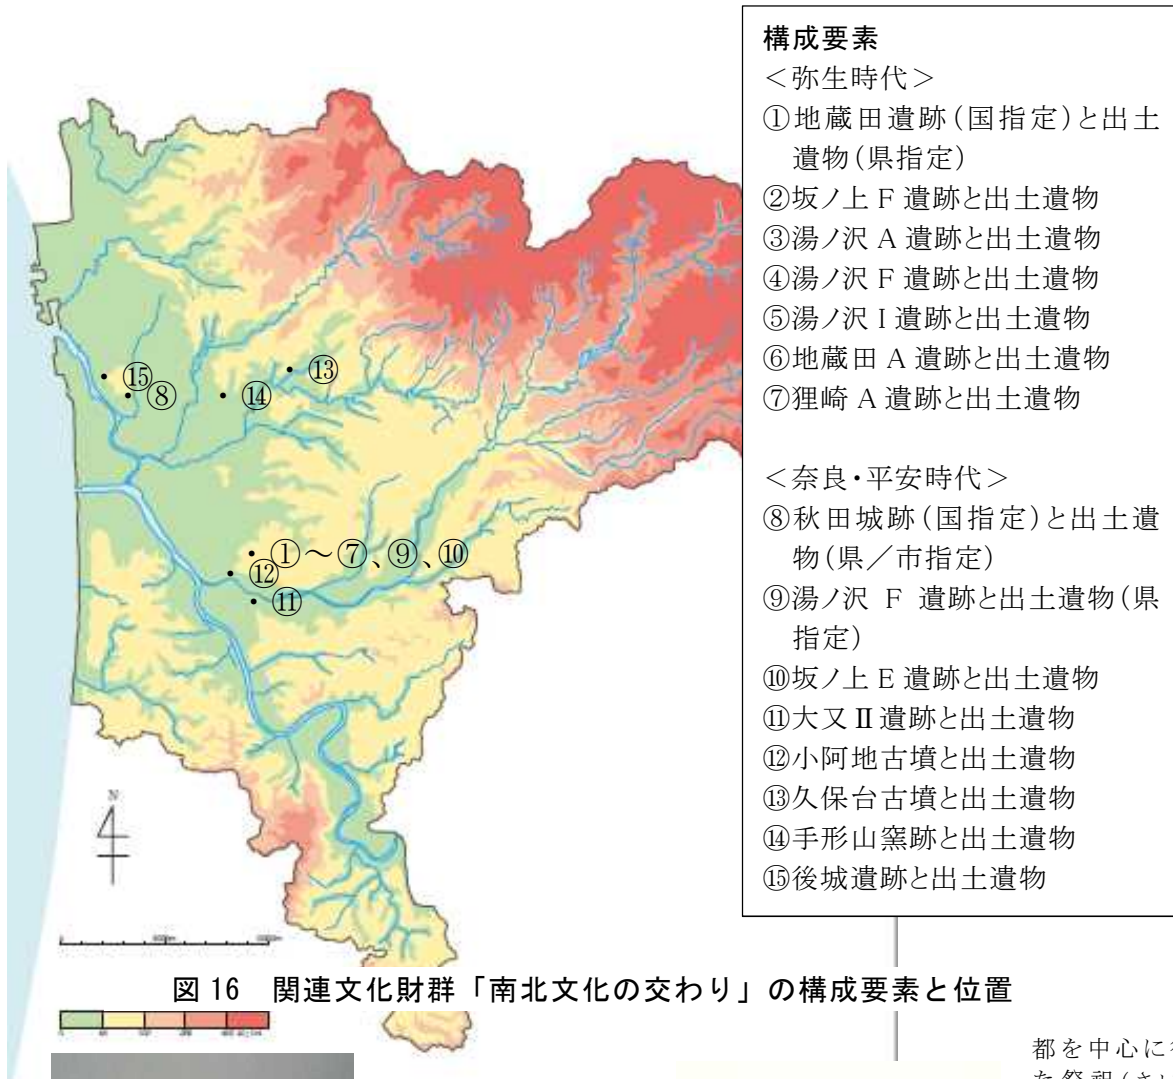 構成要素
＜弥生時代＞
①地蔵田遺跡(国指定)と出土
遺物(県指定)
②坂ノ上 F 遺跡と出土遺物
③湯ノ沢 A 遺跡と出土遺物
④湯ノ沢 F 遺跡と出土遺物
⑤湯ノ沢 I 遺跡と出土遺物
⑥地蔵田 A 遺跡と出土遺物
⑦狸崎 A 遺跡と出土遺物
＜奈良・平安時代＞
⑧秋田城跡(国指定)と出土遺
物(県／市指定)
⑨湯ノ沢 F 遺跡と出土遺物(県
指定)
⑩坂ノ上 E 遺跡と出土遺物
⑪大又Ⅱ遺跡と出土遺物
⑫小阿地古墳と出土遺物
⑬久保台古墳と出土遺物
⑭手形山窯跡と出土遺物
⑮後城遺跡と出土遺物
⑬
⑮
⑧
⑭
①～⑦、⑨、⑩
⑫
⑪
N
図 16　関連文化財群「南北文化の交わり」の構成要素と位置
都を中心に